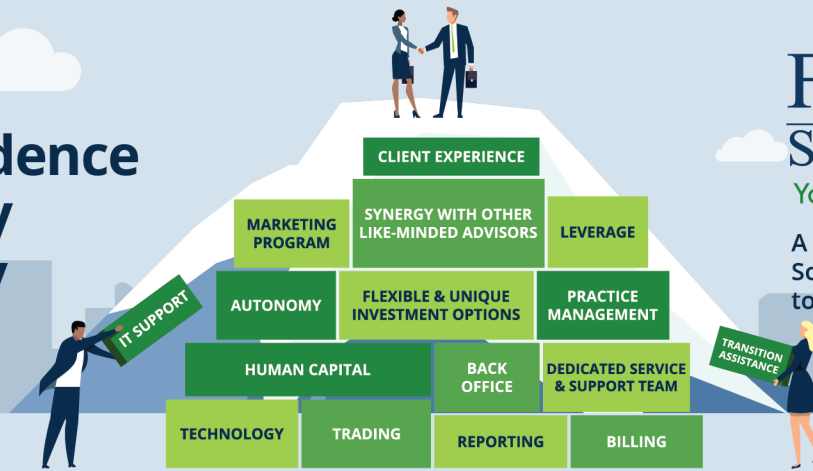 CLIENT EXPERIENCE
SYNERGY WITH OTHER
LIKE-MINDED ADVISORS
MARKETING
PROGRAM
LEVERAGE
AUTONOMY
FLEXIBLE & UNIQUE
INVESTMENT OPTIONS
PRACTICE
MANAGEMENT
IT SUPPORT
TRANSITION
ASSISTANCE
HUMAN CAPITAL
BACK
OFFICE
DEDICATED SERVICE
& SUPPORT TEAM
TECHNOLOGY
TRADING
REPORTING
BILLING
A
to